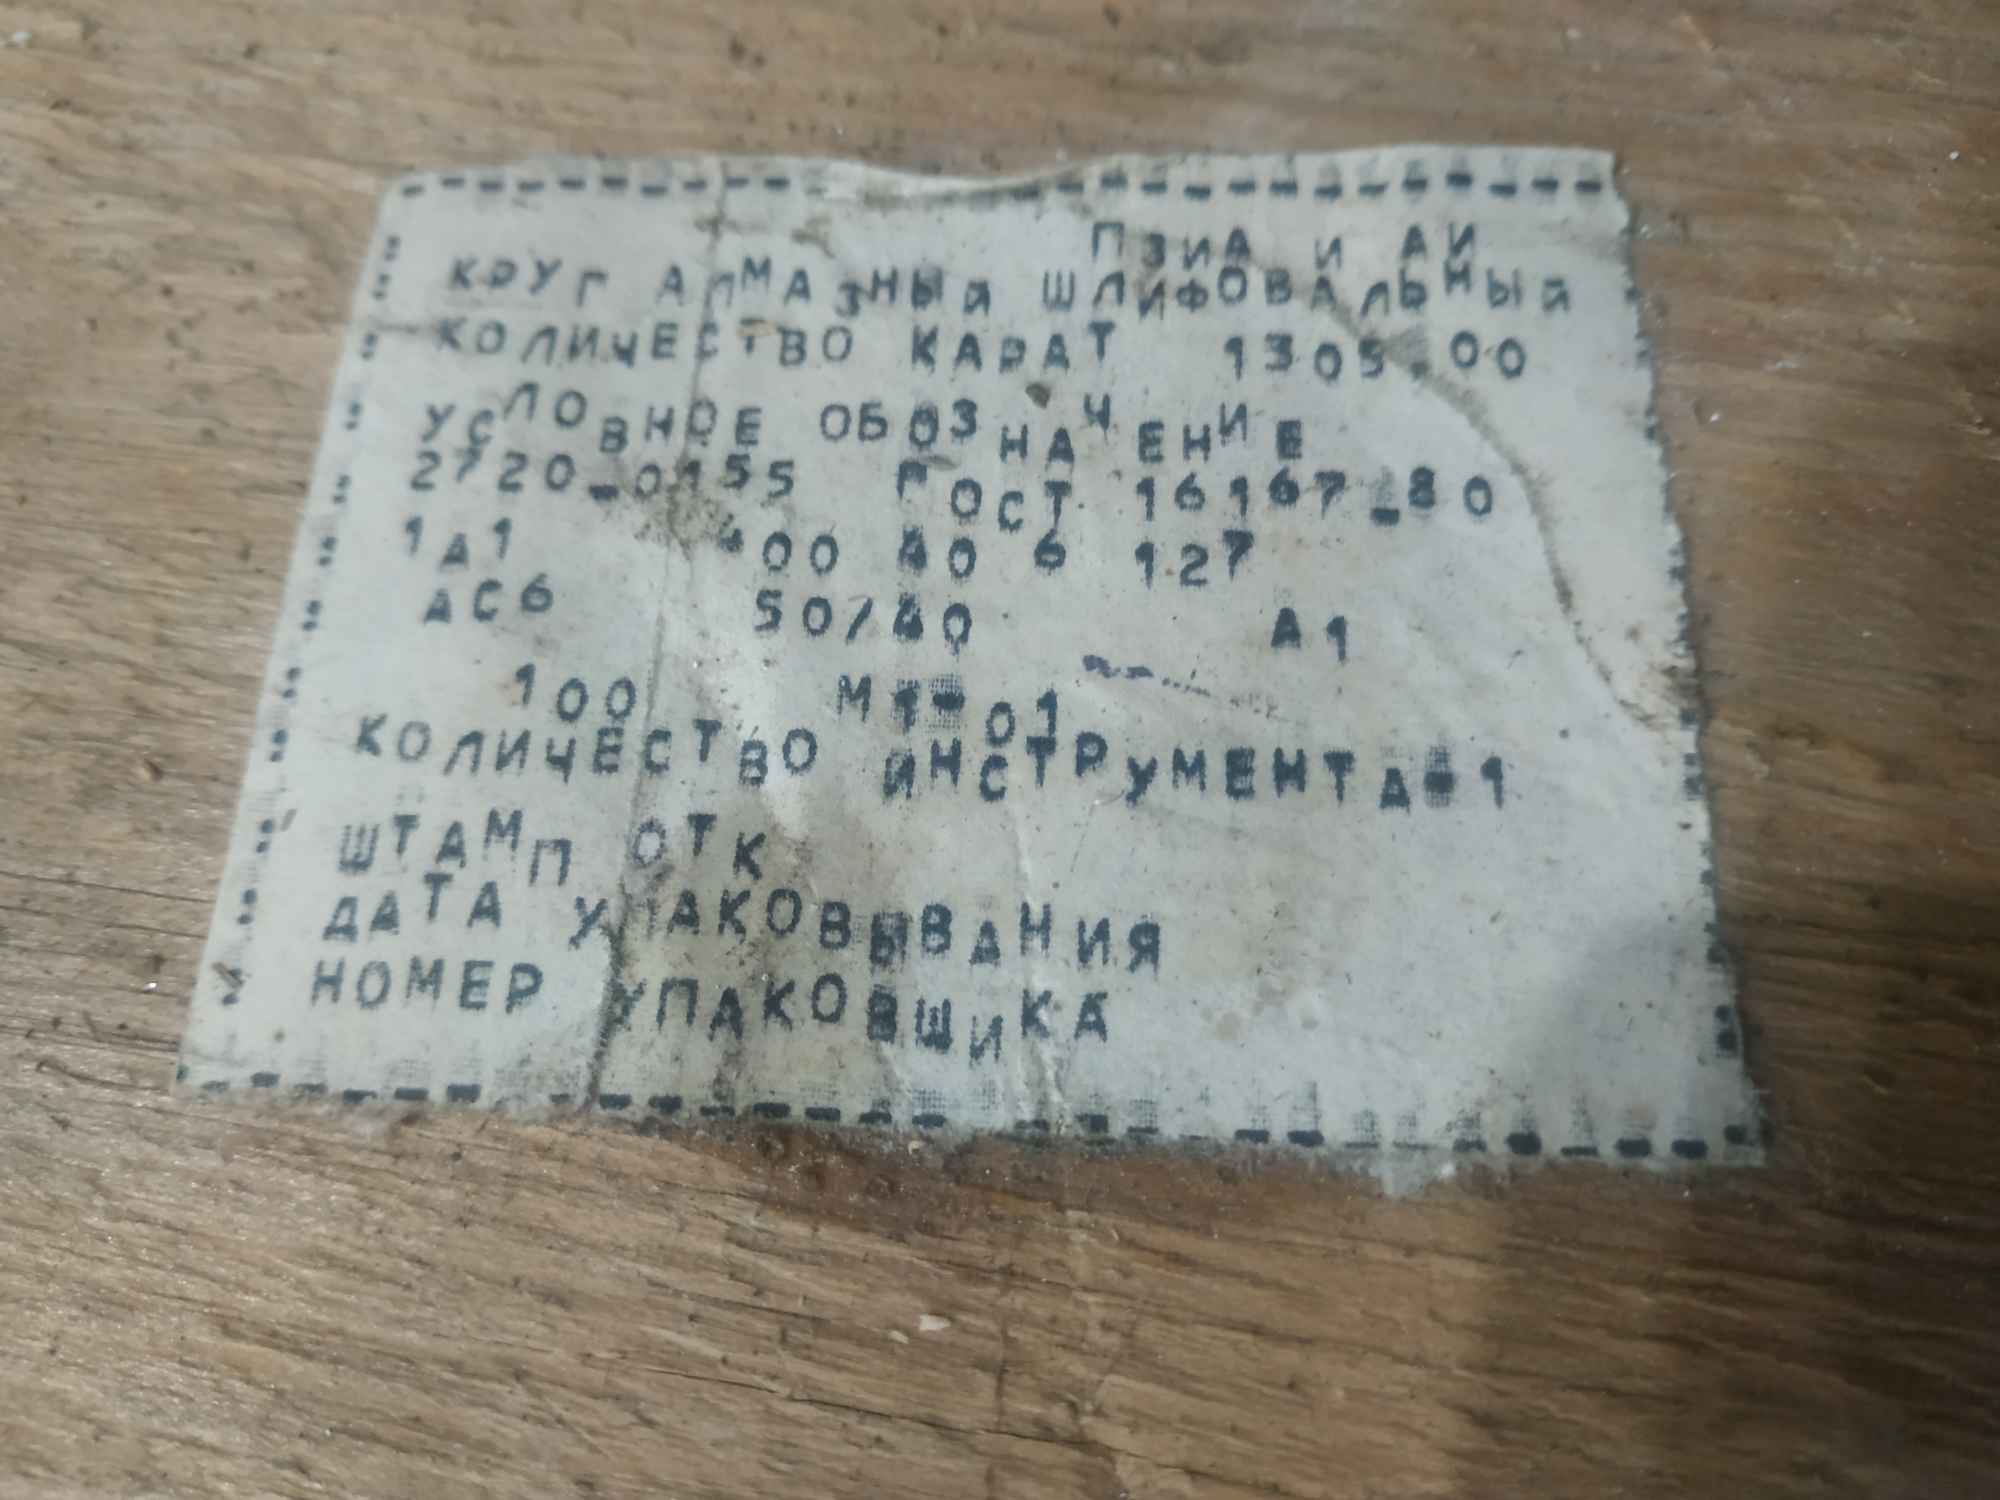 ПЗИА И АИ
КРУГ АЛМАЗНЫЙ ШЛИФОВАЛЬНЫЙ
КОЛИЧЕСТВО КАРАТ 1305.00
УСЛОВНОЕ ОБОЗНАЧЕНИЕ
2720-0155 ГОСТ 16167-80
1А1 400 40 6 127
АС6 50/40 А1
100 М1-01
КОЛИЧЕСТВО ИНСТРУМЕНТА-1
ШТАМП ОТК
ДАТА УПАКОВЫВАНИЯ
НОМЕР УПАКОВЩИКА